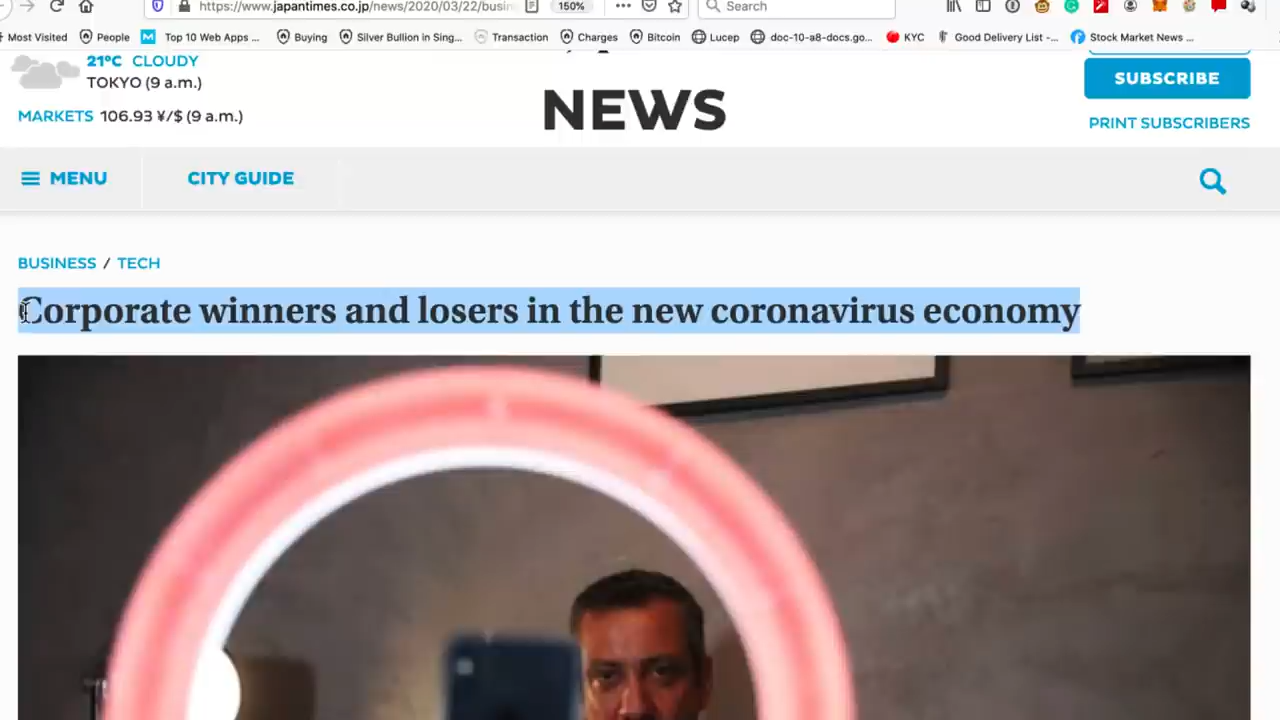 https://www.japantimes.co.jp/news/2020/03/22/busin
150%
Search
Most Visited
People
Top 10 Web Apps ...
Buying
Silver Bullion in Sing...
Transaction
Charges
Bitcoin
Lucep
doc-10-a8-docs.go...
KYC
Good Delivery List -...
Stock Market News ...
21°C CLOUDY
TOKYO (9 a.m.)
MARKETS 106.93 ¥/$ (9 a.m.)
NEWS
SUBSCRIBE
PRINT SUBSCRIBERS
MENU
CITY GUIDE
BUSINESS / TECH
Corporate winners and losers in the new coronavirus economy